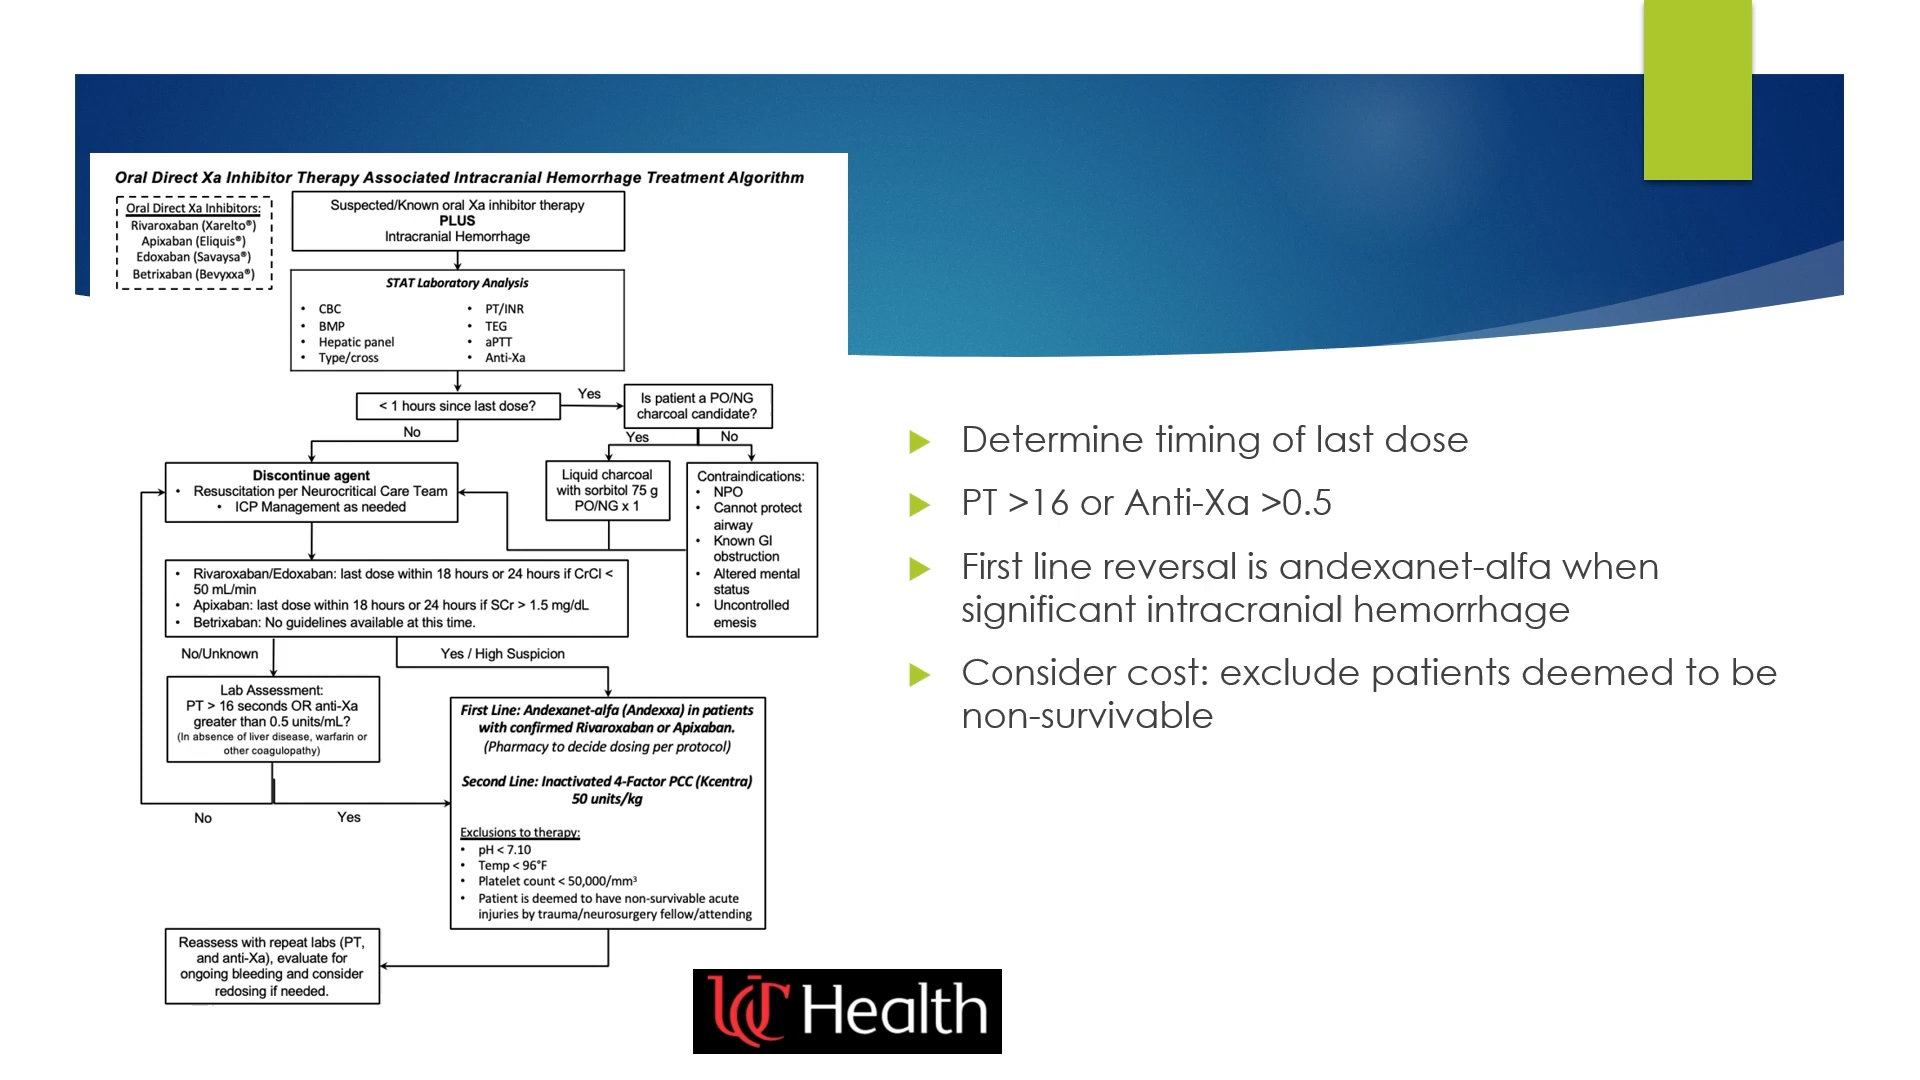 Oral Direct Xa Inhibitor Therapy Associated Intracranial Hemorrhage Treatment Algorithm
Oral Direct Xa Inhibitors:
Rivaroxaban (Xarelto®)
Apixaban (Eliquis®)
Edoxaban (Savaysa®)
Betrixaban (Bevyxxa®)
Suspected/Known oral Xa inhibitor therapy
PLUS
Intracranial Hemorrhage
STAT Laboratory Analysis
• CBC
• BMP
• Hepatic panel
• Type/cross
• PT/INR
• TEG
• aPTT
• Anti-Xa
< 1 hours since last dose?
Yes
Is patient a PO/NG
charcoal candidate?
No
Yes
No
Discontinue agent
• Resuscitation per Neurocritical Care Team
• ICP Management as needed
Liquid charcoal
with sorbitol 75 g
PO/NG x 1
Contraindications:
• NPO
• Cannot protect
airway
• Known GI
obstruction
• Altered mental
status
• Uncontrolled
emesis
• Rivaroxaban/Edoxaban: last dose within 18 hours or 24 hours if CrCl <
50 mL/min
• Apixaban: last dose within 18 hours or 24 hours if SCr > 1.5 mg/dL
• Betrixaban: No guidelines available at this time.
No/Unknown
Yes / High Suspicion
Lab Assessment:
PT > 16 seconds OR anti-Xa
greater than 0.5 units/mL?
(In absence of liver disease, warfarin or
other coagulopathy)
No
Yes
First Line: Andexanet-alfa (Andexxa) in patients
with confirmed Rivaroxaban or Apixaban.
(Pharmacy to decide dosing per protocol)
Second Line: Inactivated 4-Factor PCC (Kcentra)
50 units/kg
Exclusions to therapy:
• pH < 7.10
• Temp < 96°F
• Platelet count < 50,000/mm³
• Patient is deemed to have non-survivable acute
injuries by trauma/neurosurgery fellow/attending
Reassess with repeat labs (PT,
and anti-Xa), evaluate for
ongoing bleeding and consider
redosing if needed.
Determine timing of last dose
PT >16 or Anti-Xa >0.5
First line reversal is andexanet-alfa when
significant intracranial hemorrhage
Consider cost: exclude patients deemed to be
non-survivable
UC Health